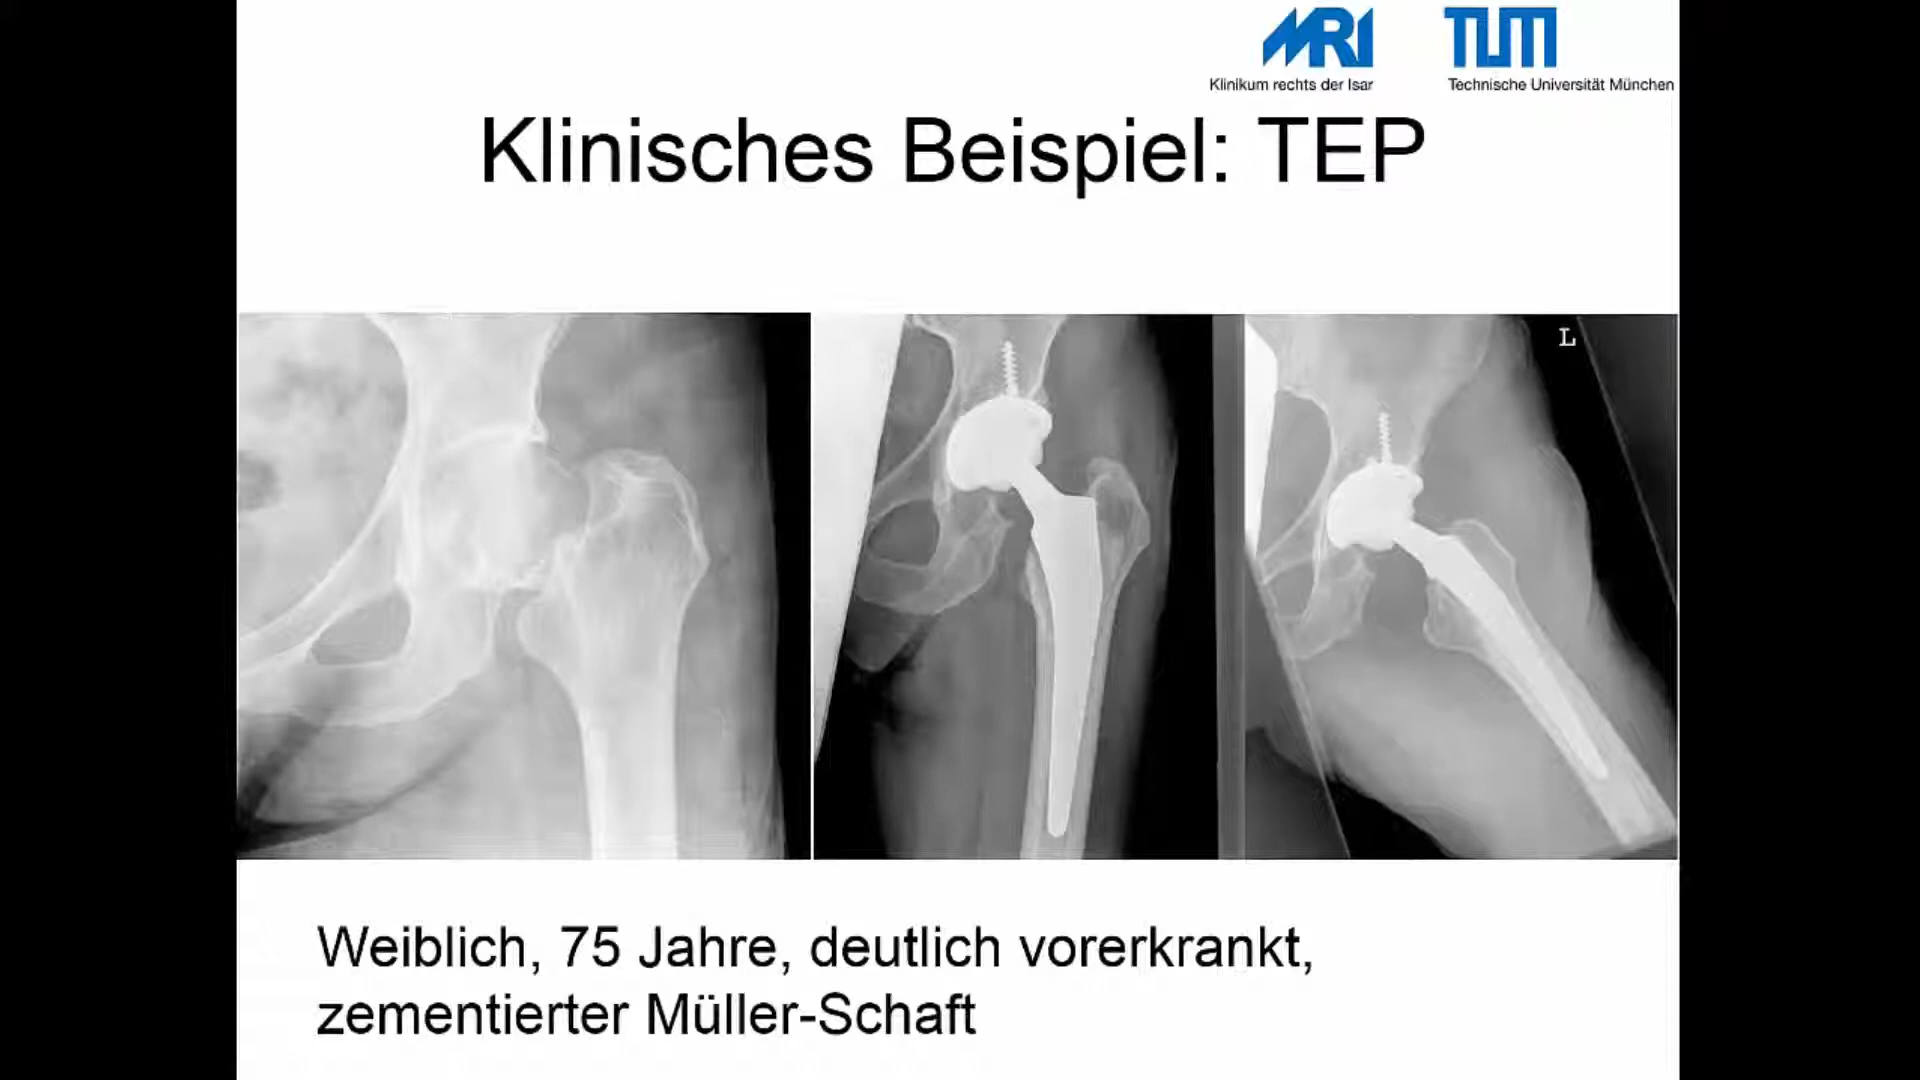 MRI TUM
Klinikum rechts der Isar Technische Universität München
Klinisches Beispiel: TEP
L
Weiblich, 75 Jahre, deutlich vorerkrankt,
zementierter Müller-Schaft